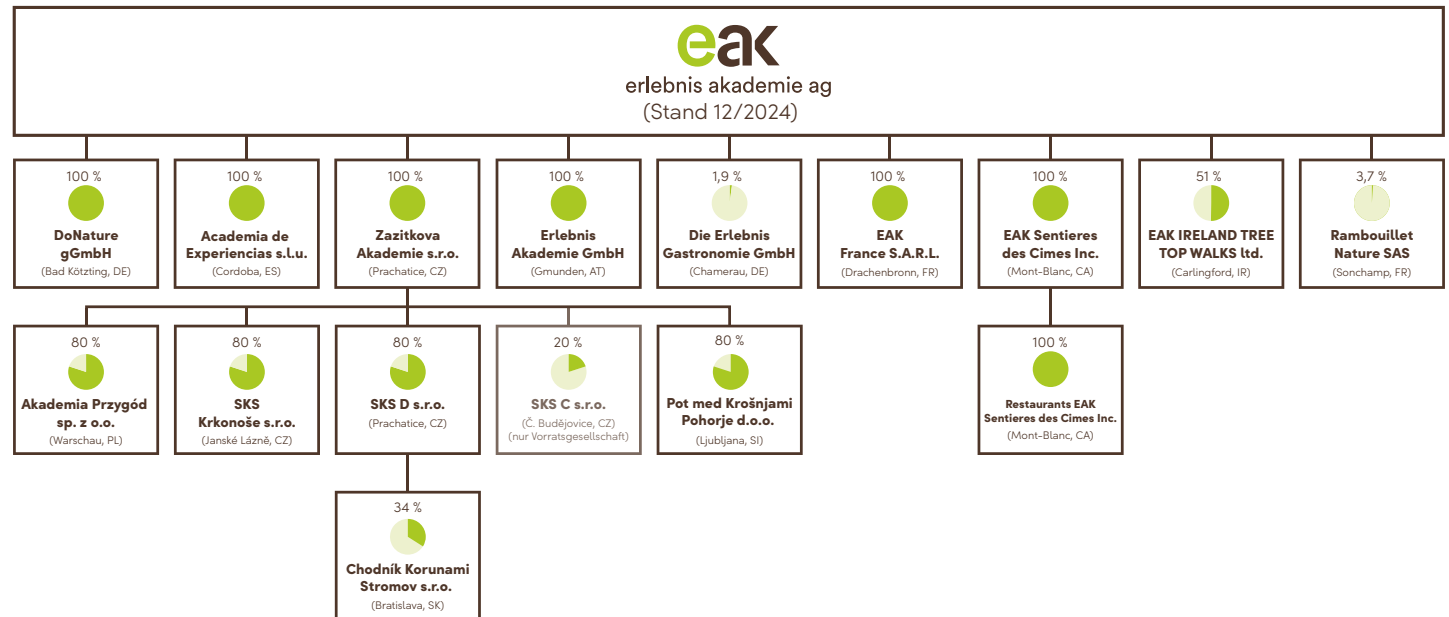 eak
erlebnis akademie ag
(Stand 12/2024)
100 %
DoNature
gGmbH
(Bad Kötzting, DE)
100 %
Academia de
Experiencias s.l.u.
(Cordoba, ES)
100 %
Zazitkova
Akademie s.r.o.
(Prachatice, CZ)
100 %
Erlebnis
Akademie GmbH
(Gmunden, AT)
1,9 %
Die Erlebnis
Gastronomie GmbH
(Chamerau, DE)
100 %
EAK
France S.A.R.L.
(Drachenbronn, FR)
100 %
EAK Sentieres
des Cimes Inc.
(Mont-Blanc, CA)
51 %
EAK IRELAND TREE
TOP WALKS ltd.
(Carlingford, IR)
3,7 %
Rambouillet
Nature SAS
(Sonchamp, FR)
80 %
Akademia Przygód
sp. z o.o.
(Warschau, PL)
80 %
SKS
Krkonoše s.r.o.
(Janské Lázně, CZ)
80 %
SKS D s.r.o.
(Prachatice, CZ)
20 %
SKS C s.r.o.
(Č. Budějovice, CZ)
(nur Vorratsgesellschaft)
80 %
Pot med Krošnjami
Pohorje d.o.o.
(Ljubljana, SI)
100 %
Restaurants EAK
Sentieres des Cimes Inc.
(Mont-Blanc, CA)
34 %
Chodník Korunami
Stromov s.r.o.
(Bratislava, SK)